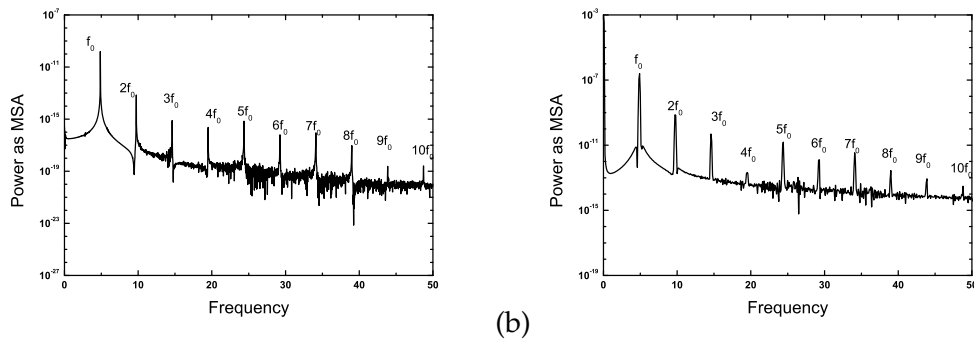 10^-7
10^-11
10^-15
10^-19
10^-23
10^-27
Power as MSA
f₀
2f₀
3f₀
4f₀
5f₀
6f₀
7f₀
8f₀
9f₀
10f₀
0 10 20 30 40 50
Frequency
(b)
10^-3
10^-7
10^-11
10^-15
10^-19
Power as MSA
f₀
2f₀
3f₀
4f₀
5f₀
6f₀
7f₀
8f₀
9f₀
10f₀
0 10 20 30 40 50
Frequency